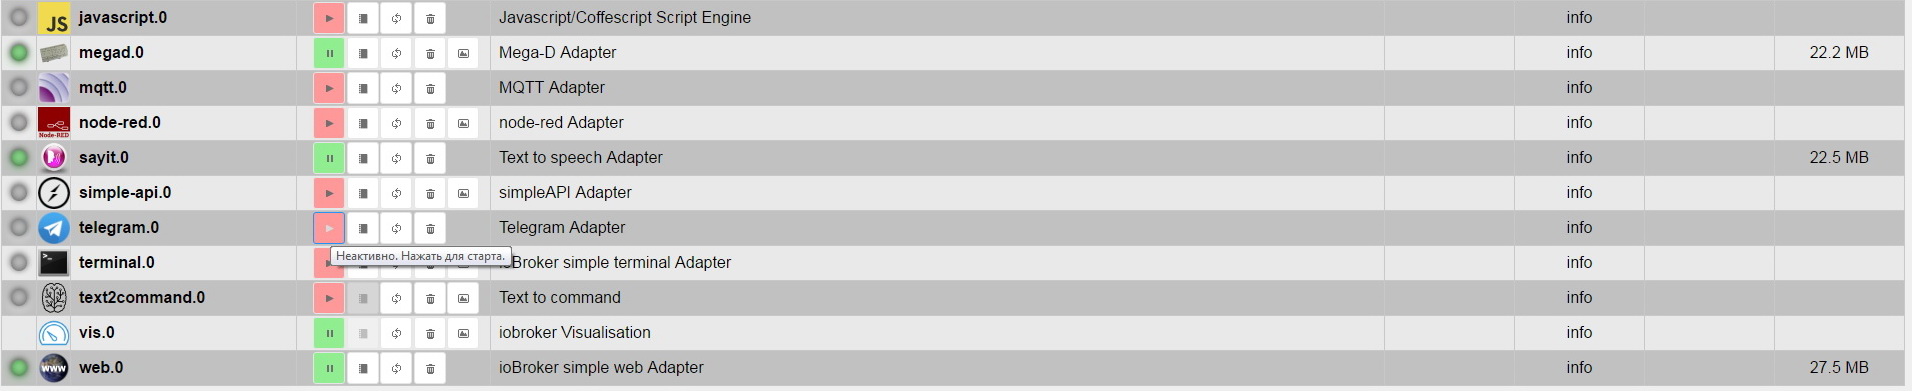 JS javascript.0 Javascript/Coffescript Script Engine info
megad.0 Mega-D Adapter info 22.2 MB
mqtt.0 MQTT Adapter info
Node-RED node-red.0 node-red Adapter info
sayit.0 Text to speech Adapter info 22.5 MB
simple-api.0 simpleAPI Adapter info
telegram.0 Telegram Adapter info
Неактивно. Нажать для старта.
terminal.0 ioBroker simple terminal Adapter info
text2command.0 Text to command info
vis.0 iobroker Visualisation info
www web.0 ioBroker simple web Adapter info 27.5 MB